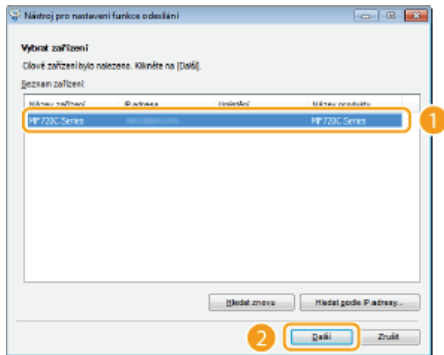 Nástroj pro nastavení funkce odesílání
Vybrat zařízení
Cílové zařízení bylo nalezeno. Klikněte na [Další].
Seznam zařízení:
Název zařízení IP adresa Umístění Název produktu
MF720C Series MF720C Series
1
Hledat znovu Hledat podle IP adresy...
2 Další Zrušit